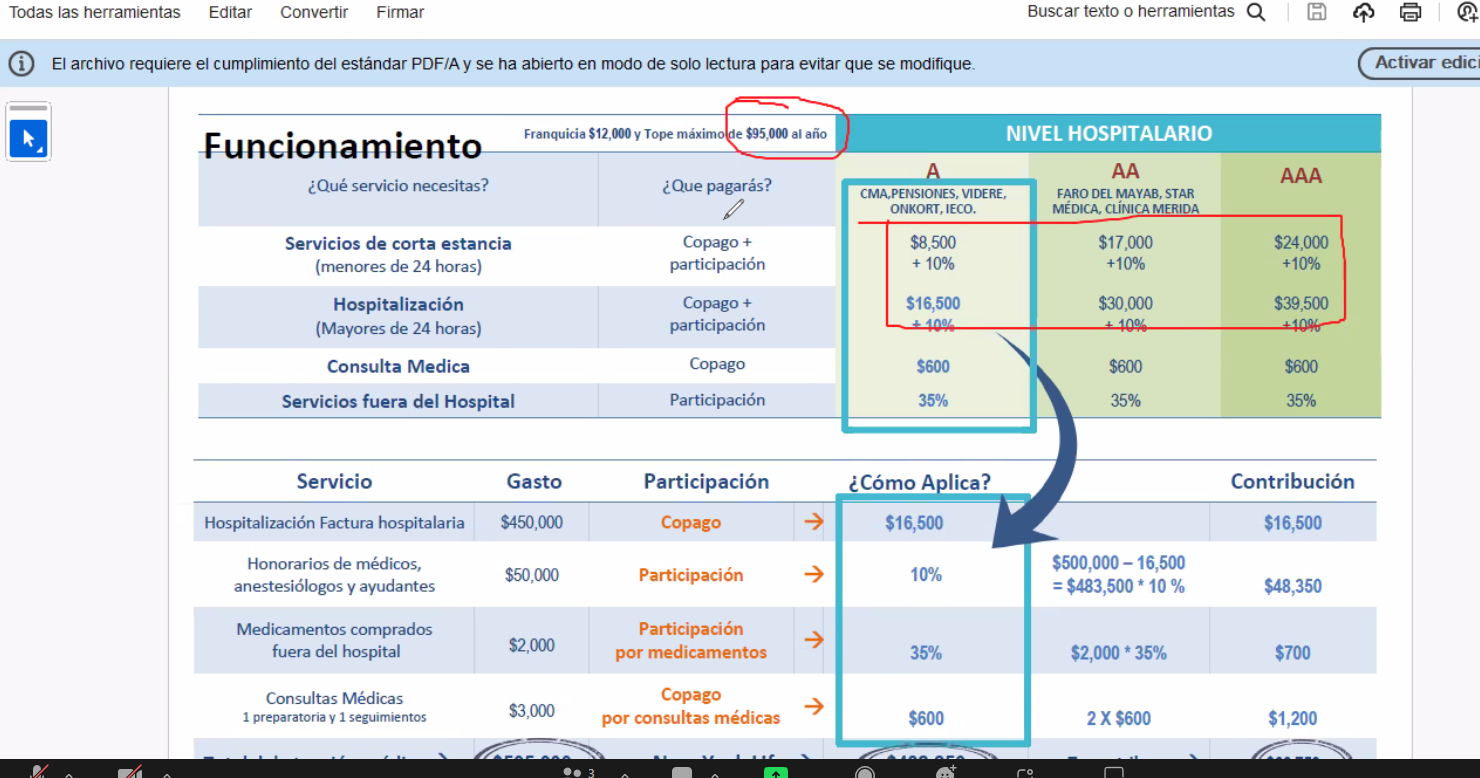 Todas las herramientas Editar Convertir Firmar Buscar texto o herramientas
El archivo requiere el cumplimiento del estándar PDF/A y se ha abierto en modo de solo lectura para evitar que se modifique. Activar edici
Funcionamiento Franquicia $12,000 y Tope máximo de $95,000 al año NIVEL HOSPITALARIO
¿Qué servicio necesitas? ¿Que pagarás? A AA AAA
CMA,PENSIONES, VIDERE, FARO DEL MAYAB, STAR
ONKORT, IECO. MÉDICA, CLÍNICA MERIDA
Servicios de corta estancia Copago + $8,500 $17,000 $24,000
(menores de 24 horas) participación + 10% +10% +10%
Hospitalización Copago + $16,500 $30,000 $39,500
(Mayores de 24 horas) participación + 10% + 10% +10%
Consulta Medica Copago $600 $600 $600
Servicios fuera del Hospital Participación 35% 35% 35%
Servicio Gasto Participación ¿Cómo Aplica? Contribución
Hospitalización Factura hospitalaria $450,000 Copago → $16,500 $16,500
Honorarios de médicos, $500,000 – 16,500
anestesiólogos y ayudantes $50,000 Participación → 10% = $483,500 * 10 % $48,350
Medicamentos comprados Participación
fuera del hospital $2,000 por medicamentos → 35% $2,000 * 35% $700
Consultas Médicas Copago
1 preparatoria y 1 seguimientos $3,000 por consultas médicas → $600 2 X $600 $1,200
3